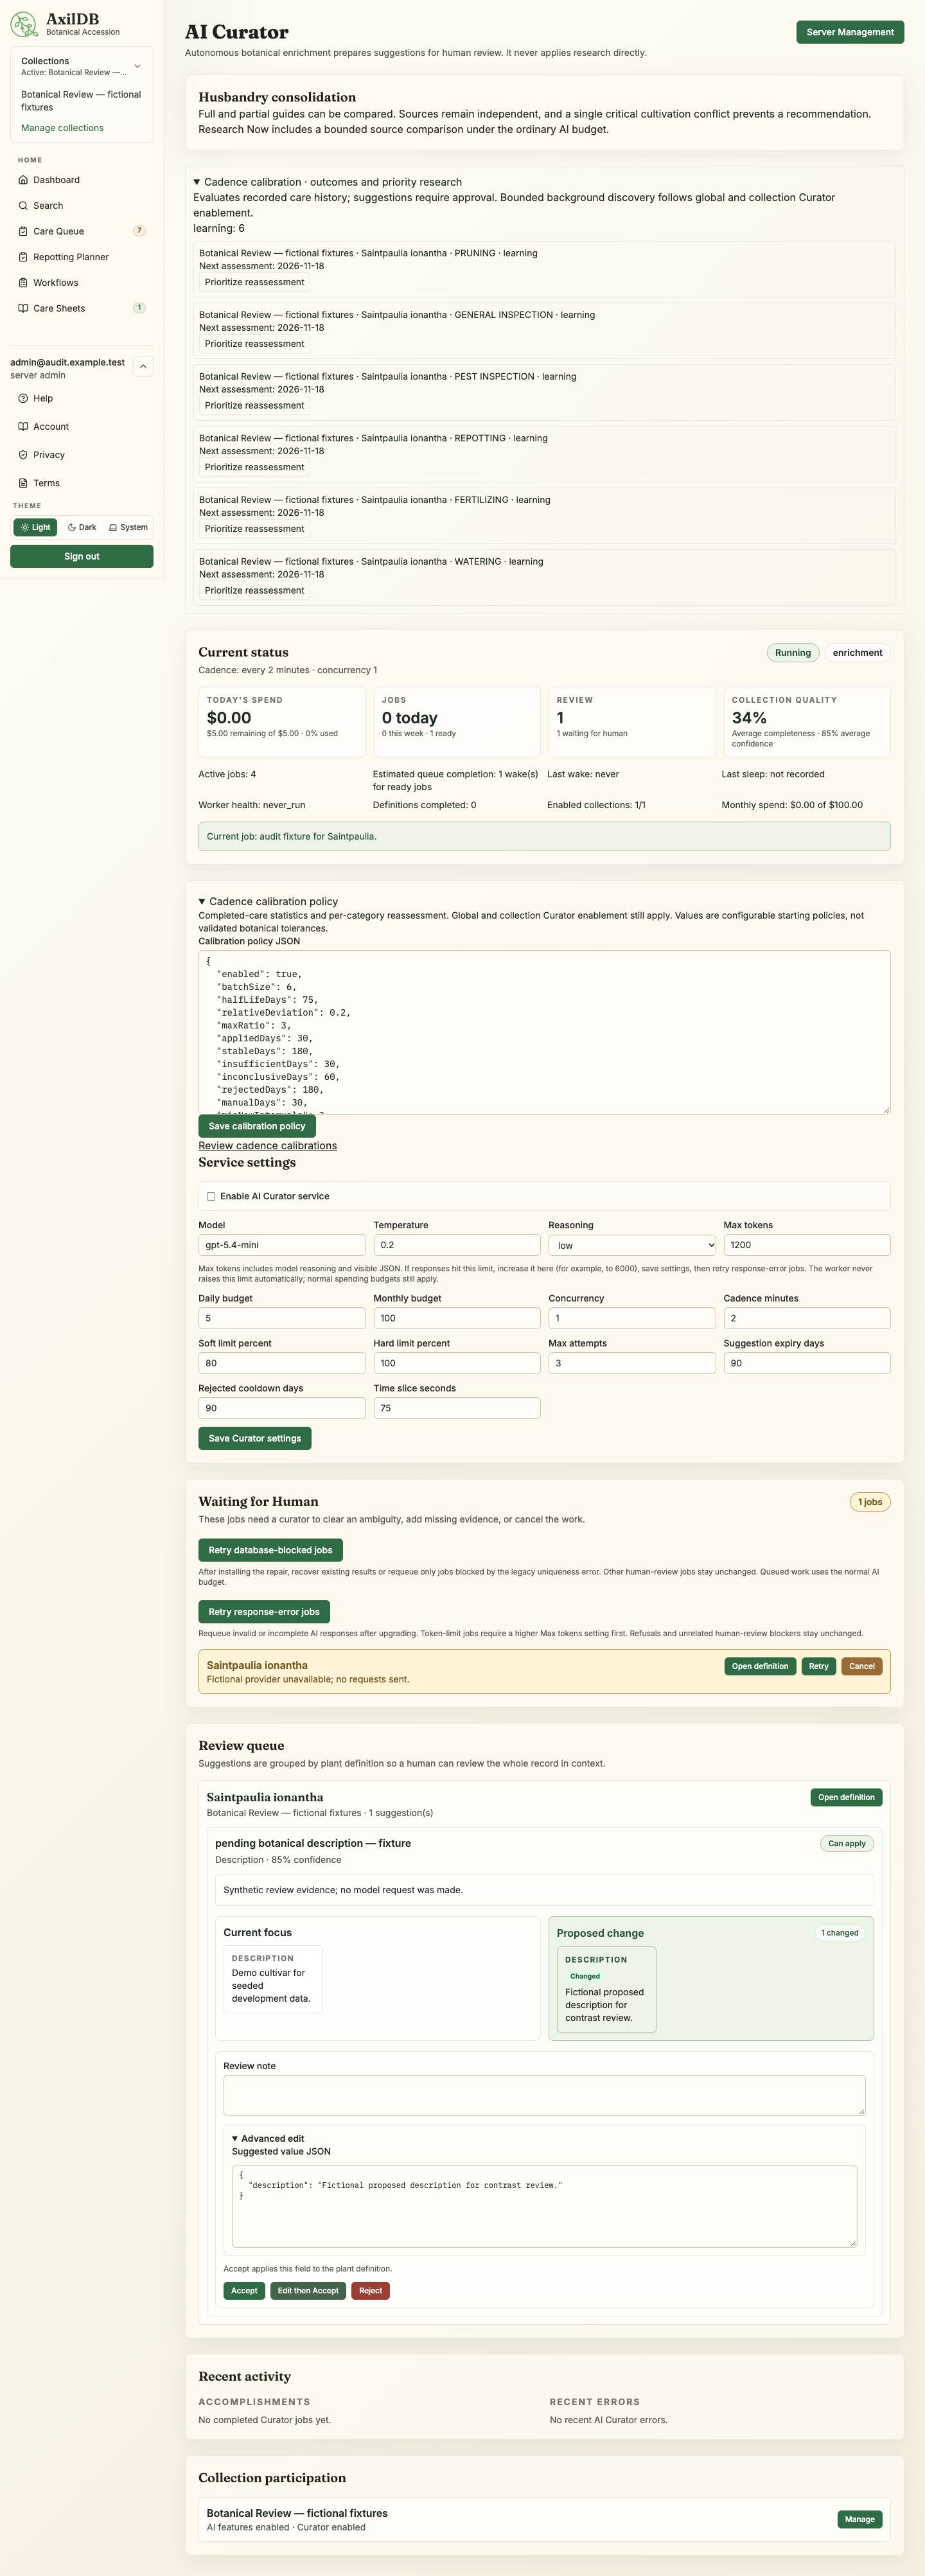 AxilDB
Botanical Accession
Collections
Active: Botanical Review —...
Botanical Review — fictional
fixtures
Manage collections
HOME
Dashboard
Search
Care Queue 7
Repotting Planner
Workflows
Care Sheets 1
admin@audit.example.test
server admin
Help
Account
Privacy
Terms
THEME
Light Dark System
Sign out
AI Curator
Server Management
Autonomous botanical enrichment prepares suggestions for human review. It never applies research directly.
Husbandry consolidation
Full and partial guides can be compared. Sources remain independent, and a single critical cultivation conflict prevents a recommendation.
Research Now includes a bounded source comparison under the ordinary AI budget.
Cadence calibration · outcomes and priority research
Evaluates recorded care history; suggestions require approval. Bounded background discovery follows global and collection Curator
enablement.
learning: 6
Botanical Review — fictional fixtures · Saintpaulia ionantha · PRUNING · learning
Next assessment: 2026-11-18
Prioritize reassessment
Botanical Review — fictional fixtures · Saintpaulia ionantha · GENERAL INSPECTION · learning
Next assessment: 2026-11-18
Prioritize reassessment
Botanical Review — fictional fixtures · Saintpaulia ionantha · PEST INSPECTION · learning
Next assessment: 2026-11-18
Prioritize reassessment
Botanical Review — fictional fixtures · Saintpaulia ionantha · REPOTTING · learning
Next assessment: 2026-11-18
Prioritize reassessment
Botanical Review — fictional fixtures · Saintpaulia ionantha · FERTILIZING · learning
Next assessment: 2026-11-18
Prioritize reassessment
Botanical Review — fictional fixtures · Saintpaulia ionantha · WATERING · learning
Next assessment: 2026-11-18
Prioritize reassessment
Current status
Running enrichment
Cadence: every 2 minutes · concurrency 1
TODAY'S SPEND
$0.00
$5.00 remaining of $5.00 · 0% used
JOBS
0 today
0 this week · 1 ready
REVIEW
1
1 waiting for human
COLLECTION QUALITY
34%
Average completeness · 85% average
confidence
Active jobs: 4
Estimated queue completion: 1 wake(s)
for ready jobs
Last wake: never
Last sleep: not recorded
Worker health: never_run
Definitions completed: 0
Enabled collections: 1/1
Monthly spend: $0.00 of $100.00
Current job: audit fixture for Saintpaulia.
Cadence calibration policy
Completed-care statistics and per-category reassessment. Global and collection Curator enablement still apply. Values are configurable starting policies, not
validated botanical tolerances.
Calibration policy JSON
{
"enabled": true,
"batchSize": 6,
"halfLifeDays": 75,
"relativeDeviation": 0.2,
"maxRatio": 3,
"appliedDays": 30,
"stableDays": 180,
"insufficientDays": 30,
"inconclusiveDays": 60,
"rejectedDays": 180,
"manualDays": 30,
Save calibration policy
Review cadence calibrations
Service settings
Enable AI Curator service
Model
gpt-5.4-mini
Temperature
0.2
Reasoning
low
Max tokens
1200
Max tokens includes model reasoning and visible JSON. If responses hit this limit, increase it here (for example, to 6000), save settings, then retry response-error jobs. The worker never
raises this limit automatically; normal spending budgets still apply.
Daily budget
5
Monthly budget
100
Concurrency
1
Cadence minutes
2
Soft limit percent
80
Hard limit percent
100
Max attempts
3
Suggestion expiry days
90
Rejected cooldown days
90
Time slice seconds
75
Save Curator settings
Waiting for Human
1 jobs
These jobs need a curator to clear an ambiguity, add missing evidence, or cancel the work.
Retry database-blocked jobs
After installing the repair, recover existing results or requeue only jobs blocked by the legacy uniqueness error. Other human-review jobs stay unchanged. Queued work uses the normal AI
budget.
Retry response-error jobs
Requeue invalid or incomplete AI responses after upgrading. Token-limit jobs require a higher Max tokens setting first. Refusals and unrelated human-review blockers stay unchanged.
Saintpaulia ionantha
Fictional provider unavailable; no requests sent.
Open definition Retry Cancel
Review queue
Suggestions are grouped by plant definition so a human can review the whole record in context.
Saintpaulia ionantha
Botanical Review — fictional fixtures · 1 suggestion(s)
Open definition
pending botanical description — fixture
Can apply
Description · 85% confidence
Synthetic review evidence; no model request was made.
Current focus
DESCRIPTION
Demo cultivar for
seeded
development data.
Proposed change
1 changed
DESCRIPTION
Changed
Fictional proposed
description for
contrast review.
Review note
Advanced edit
Suggested value JSON
{
"description": "Fictional proposed description for contrast review."
}
Accept applies this field to the plant definition.
Accept Edit then Accept Reject
Recent activity
ACCOMPLISHMENTS
No completed Curator jobs yet.
RECENT ERRORS
No recent AI Curator errors.
Collection participation
Botanical Review — fictional fixtures
AI features enabled · Curator enabled
Manage